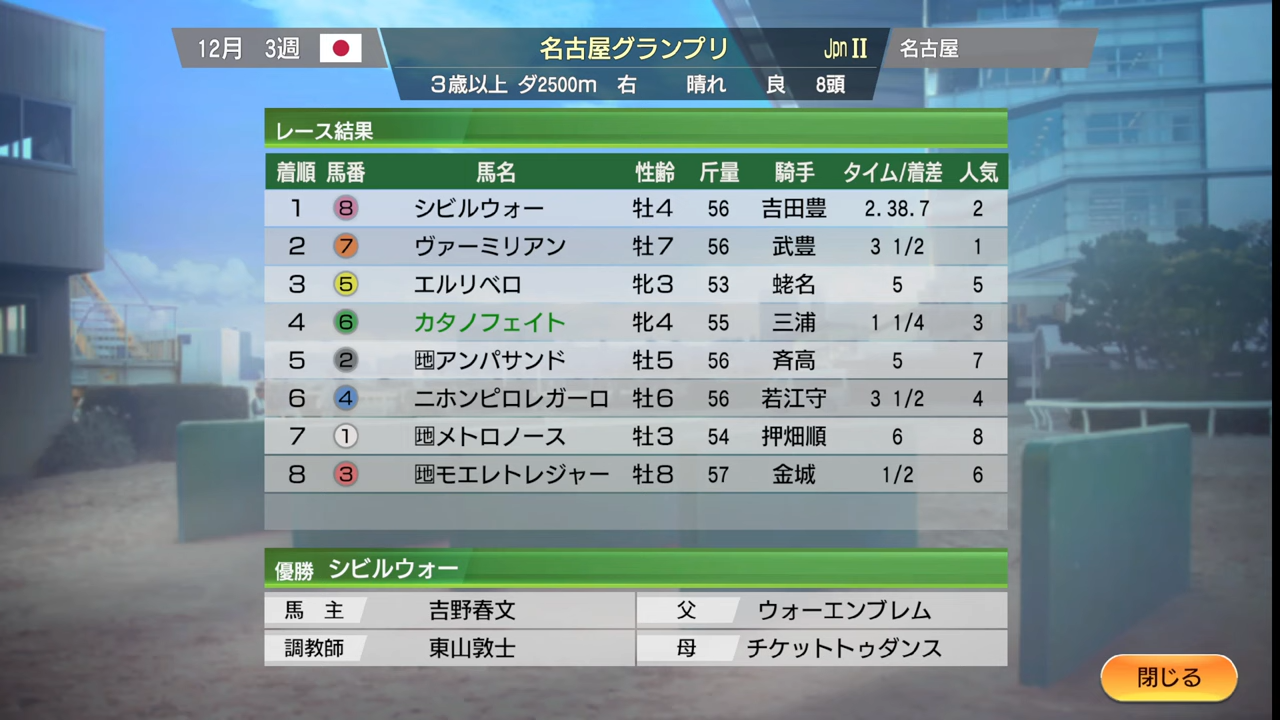 12月 3週 名古屋グランプリ JpnⅡ 名古屋
3歳以上 ダ2500m 右 晴れ 良 8頭
レース結果
着順 馬番 馬名 性齢 斤量 騎手 タイム/着差 人気
1 8 シビルウォー 牡4 56 吉田豊 2.38.7 2
2 7 ヴァーミリアン 牡7 56 武豊 3 1/2 1
3 5 エルリベロ 牝3 53 蛯名 5 5
4 6 カタノフェイト 牝4 55 三浦 1 1/4 3
5 2 地アンパサンド 牡5 56 斉高 5 7
6 4 ニホンピロレガーロ 牡6 56 若江守 3 1/2 4
7 1 地メトロノース 牡3 54 押畑順 6 8
8 3 地モエレトレジャー 牡8 57 金城 1/2 6
優勝 シビルウォー
馬 主 吉野春文 父 ウォーエンブレム
調教師 東山敦士 母 チケットトゥダンス
閉じる